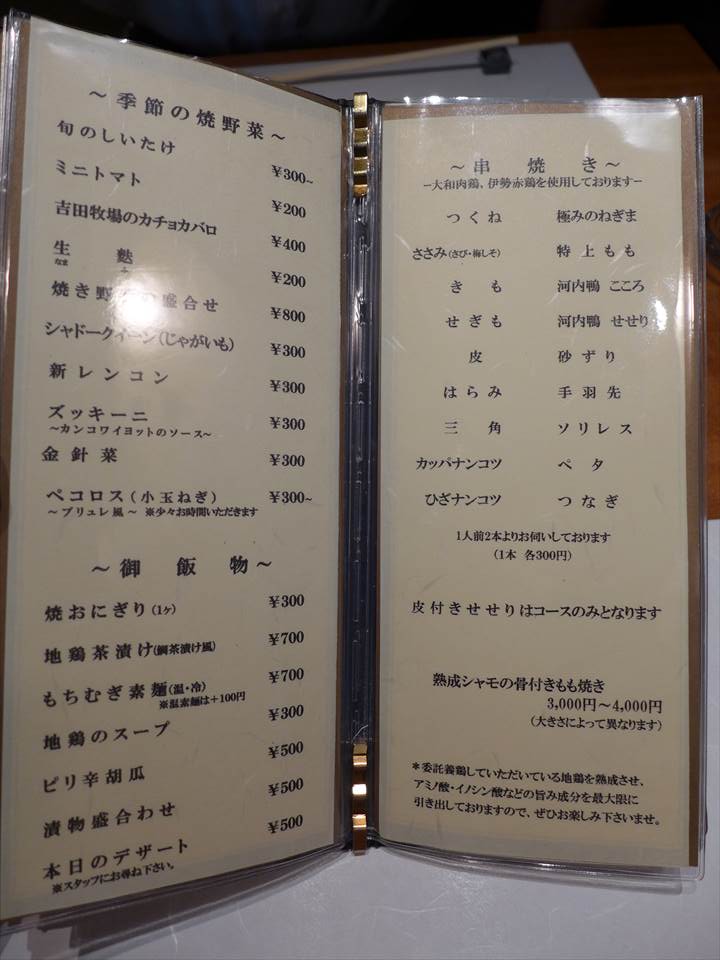 ～季節の焼野菜～
旬のしいたけ ¥300~
ミニトマト ¥200
吉田牧場のカチョカバロ ¥400
生麩 ¥200
なま
焼き野 の盛合せ ¥800
シャドークイーン(じゃがいも) ¥300
新レンコン ¥300
ズッキーニ ¥300
～カンコワイヨットのソース～
金針菜 ¥300
ペコロス(小玉ねぎ) ¥300~
～ブリュレ風～ ※少々お時間いただきます
～御飯物～
焼おにぎり(1ヶ) ¥300
地鶏茶漬け(鯛茶漬け風) ¥700
もちむぎ素麺(温・冷) ¥700
※温素麺は+100円
地鶏のスープ ¥300
ピリ辛胡瓜 ¥500
漬物盛合わせ ¥500
本日のデザート ¥500
※スタッフにお尋ね下さい。
～串焼き～
ー大和肉鶏、伊勢赤鶏を使用しておりますー
つくね 極みのねぎま
ささみ(さび・梅しそ) 特上もも
きも 河内鴨 こころ
せぎも 河内鴨 せせり
皮 砂ずり
はらみ 手羽先
三角 ソリレス
カッパナンコツ ペタ
ひざナンコツ つなぎ
1人前2本よりお伺いしております
(1本 各300円)
皮付きせせりはコースのみとなります
熟成シャモの骨付きもも焼き
3,000円～4,000円
(大きさによって異なります)
＊委託養鶏していただいている地鶏を熟成させ、
アミノ酸・イノシン酸などの旨み成分を最大限に
引き出しておりますので、ぜひお楽しみ下さいませ。